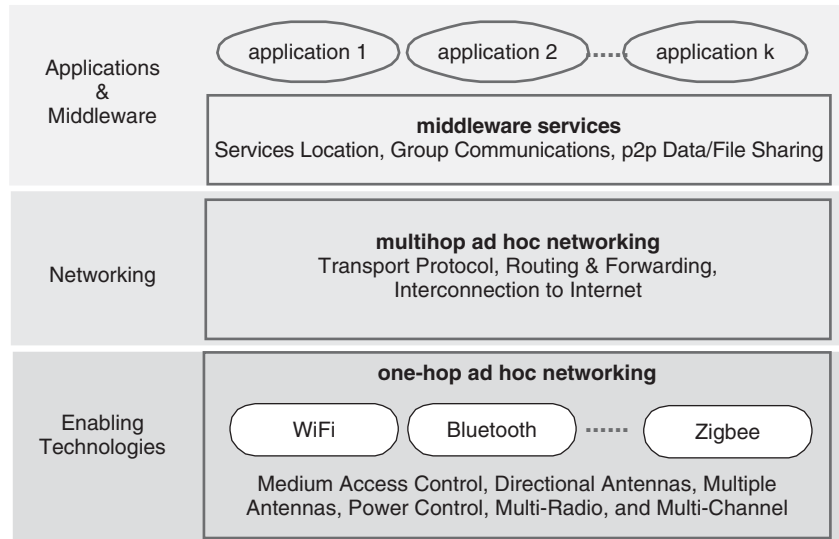 Applications
&
Middleware
application 1
application 2
application k
middleware services
Services Location, Group Communications, p2p Data/File Sharing
Networking
multihop ad hoc networking
Transport Protocol, Routing & Forwarding,
Interconnection to Internet
Enabling
Technologies
one-hop ad hoc networking
WiFi
Bluetooth
Zigbee
Medium Access Control, Directional Antennas, Multiple
Antennas, Power Control, Multi-Radio, and Multi-Channel